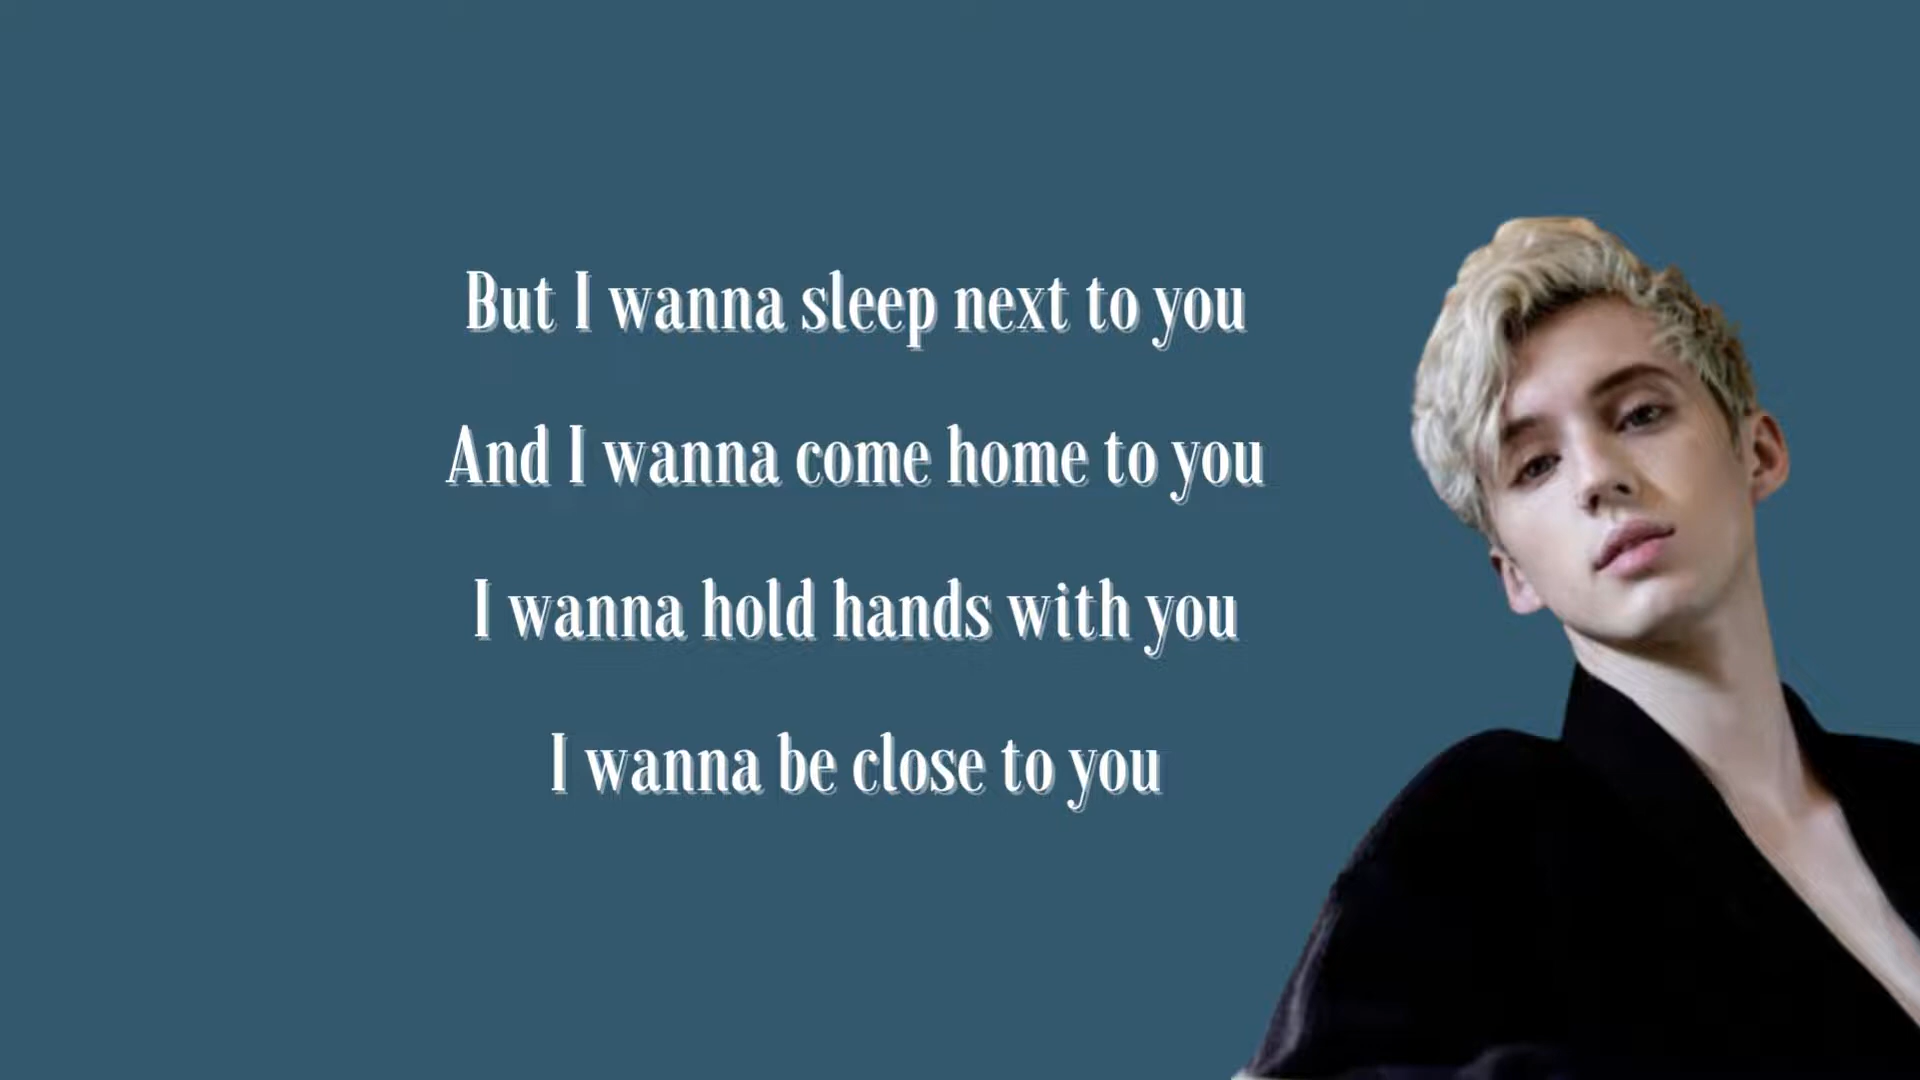 But I wanna sleep next to you
And I wanna come home to you
I wanna hold hands with you
I wanna be close to you